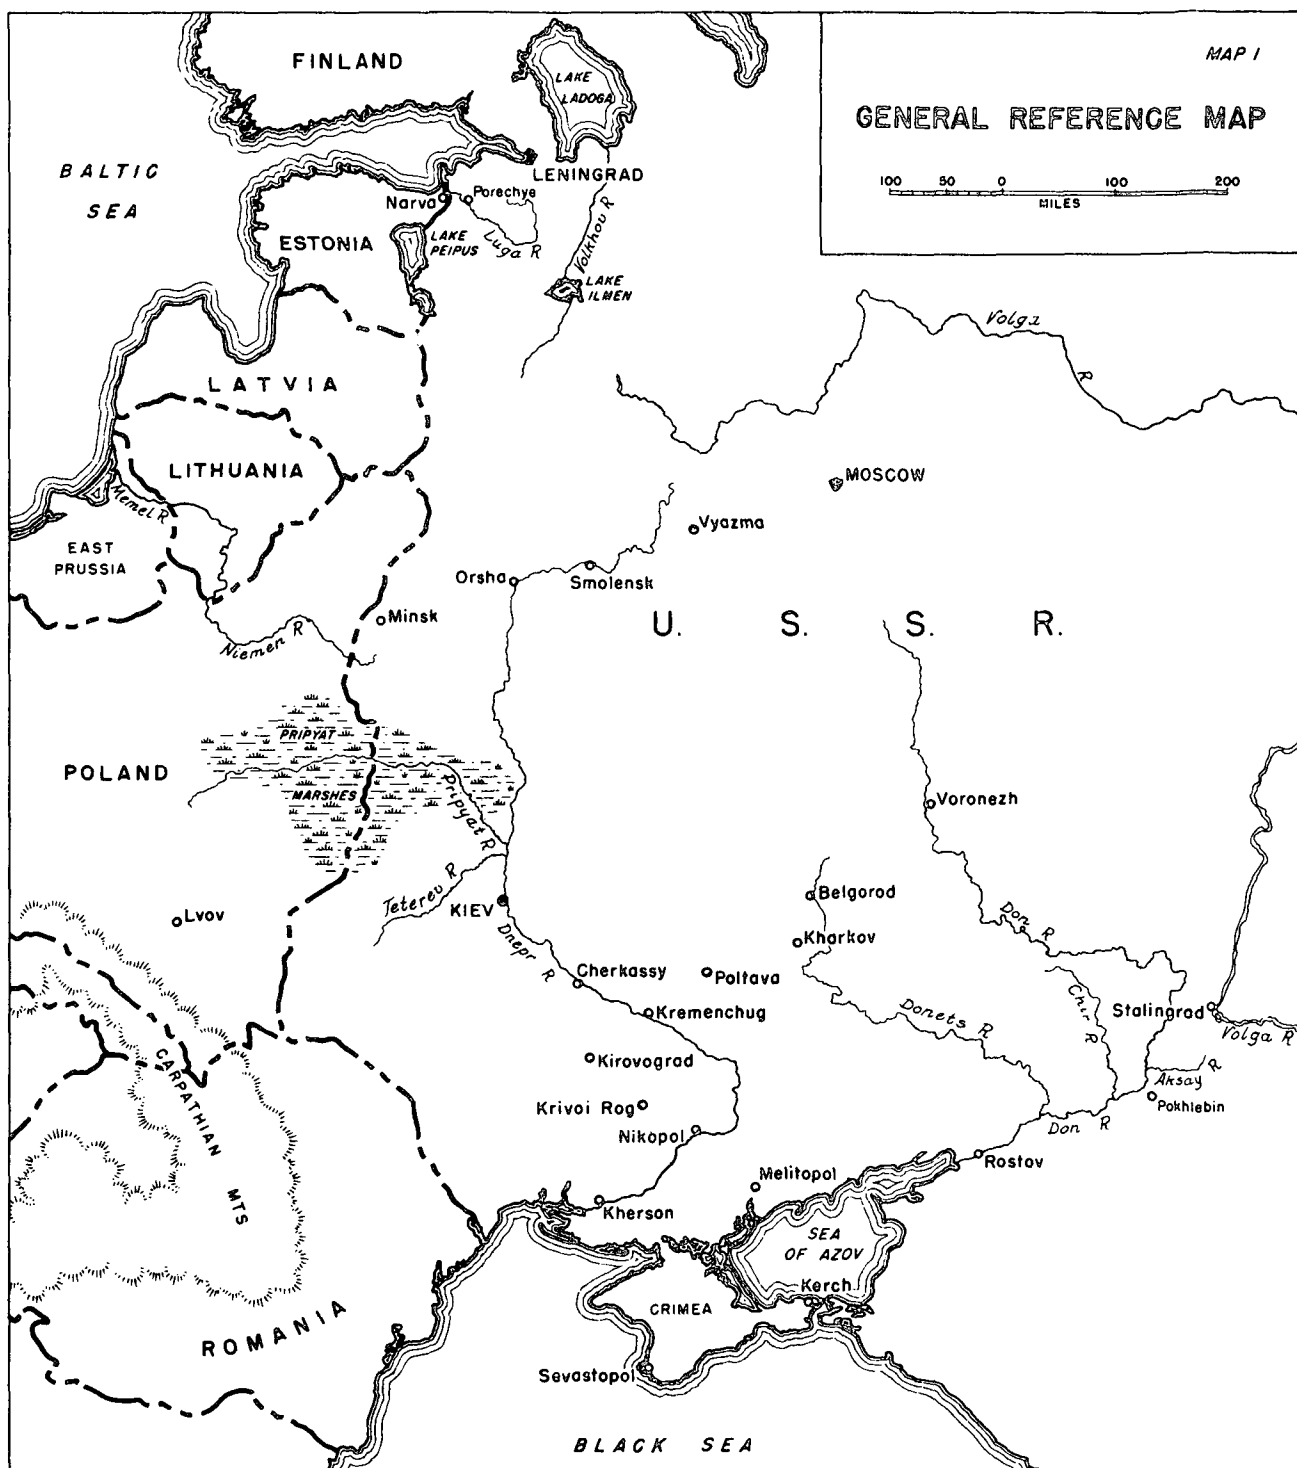 MAP 1
GENERAL REFERENCE MAP
100 50 0 100 200
MILES
FINLAND
LAKE
LADOGA
BALTIC
SEA
LENINGRAD
Narva
Porechye
ESTONIA
LAKE
PEIPUS
Luga R
Volkhov R
LAKE
ILMEN
Volga
R
LATVIA
LITHUANIA
Memel R
MOSCOW
Vyazma
EAST
PRUSSIA
Orsha
Smolensk
Minsk
U. S. S. R.
Niemen R
PRIPYAT
MARSHES
POLAND
Pripyat R
Voronezh
Teterev R
KIEV
Lvov
Belgorod
Don R
Dnepr R
Kharkov
Cherkassy
Poltava
Kremenchug
Donets R
Chir R
Stalingrad
Volga R
CARPATHIAN
MTS
Kirovograd
Aksay R
Krivoi Rog
Pokhlebin
Nikopol
Don R
Rostov
Melitopol
Kherson
SEA
OF AZOV
Kerch
CRIMEA
ROMANIA
Sevastopol
BLACK SEA